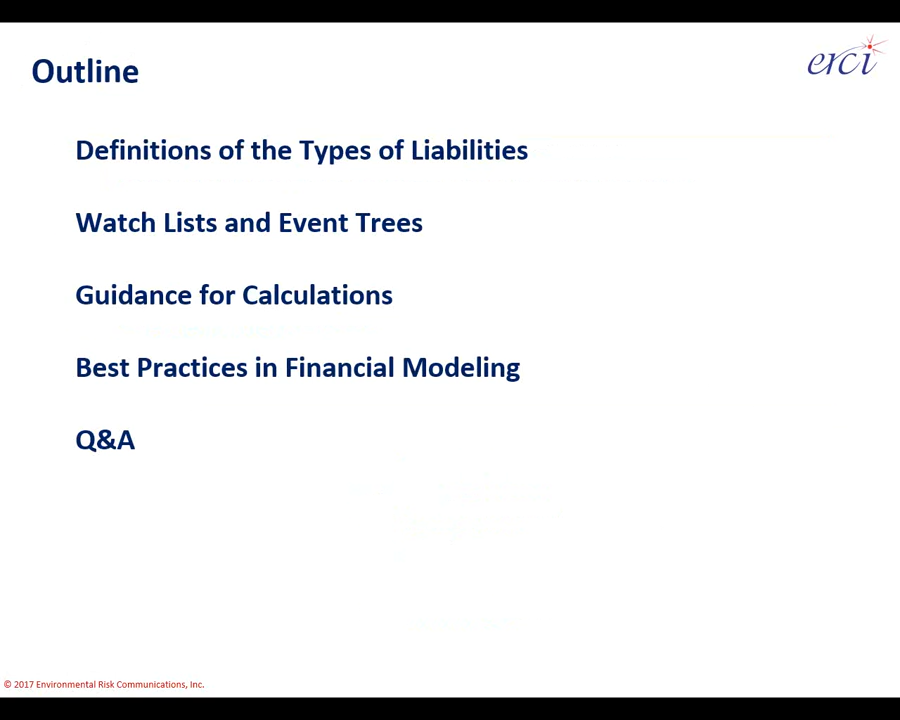 Outline
erci
Definitions of the Types of Liabilities
Watch Lists and Event Trees
Guidance for Calculations
Best Practices in Financial Modeling
Q&A
© 2017 Environmental Risk Communications, Inc.